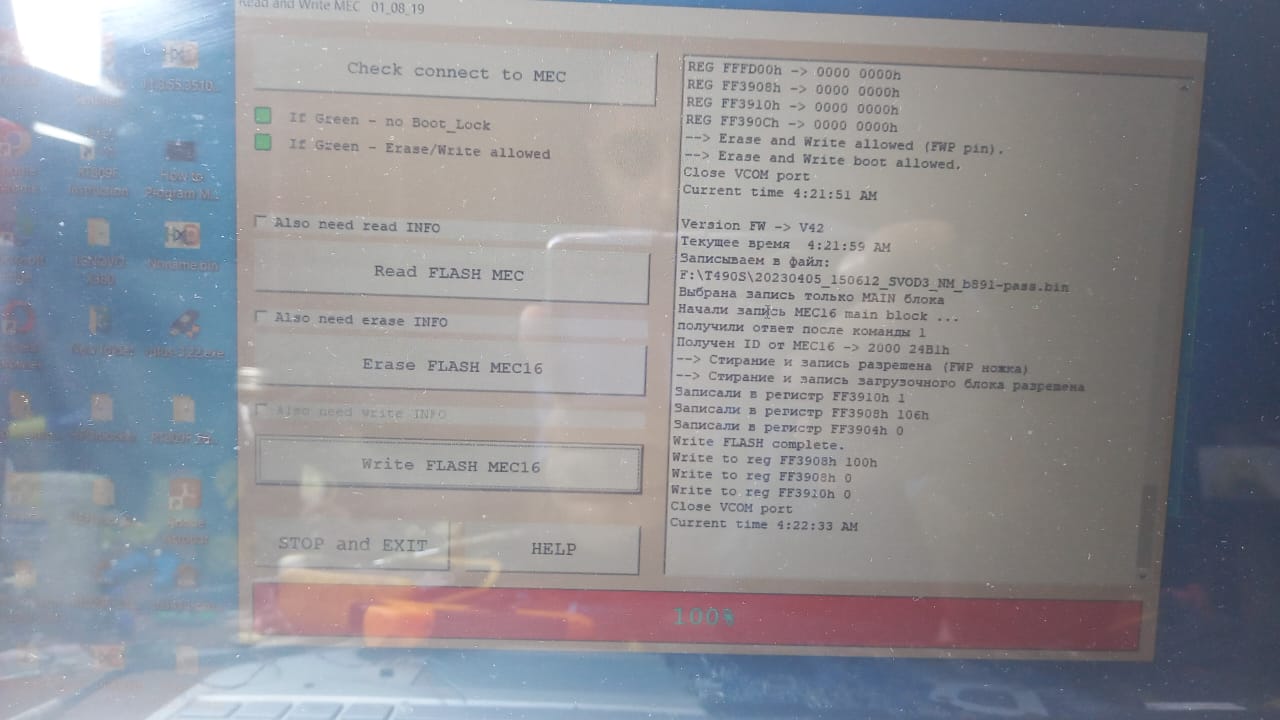 Read and Write MEC 01_08_19
Check connect to MEC
If Green - no Boot_Lock
If Green - Erase/Write allowed
Also need read INFO
Read FLASH MEC
Also need erase INFO
Erase FLASH MEC16
Also need write INFO
Write FLASH MEC16
STOP and EXIT
HELP
REG FFFD00h -> 0000 0000h
REG FF3908h -> 0000 0000h
REG FF3910h -> 0000 0000h
REG FF390Ch -> 0000 0000h
--> Erase and Write allowed (FWP pin).
--> Erase and Write boot allowed.
Close VCOM port
Current time 4:21:51 AM
Version FW -> V42
Текущее время 4:21:59 AM
Записываем в файл:
F:\T490S\20230405_150612_SVOD3_NM_b891-pass.bin
Выбрана запись только MAIN блока
Начали запись MEC16 main block ...
получили ответ после команды 1
Получен ID от MEC16 -> 2000 24B1h
--> Стирание и запись разрешена (FWP ножка)
--> Стирание и запись загрузочного блока разрешена
Записали в регистр FF3910h 1
Записали в регистр FF3908h 106h
Записали в регистр FF3904h 0
Write FLASH complete.
Write to reg FF3908h 100h
Write to reg FF3908h 0
Write to reg FF3910h 0
Close VCOM port
Current time 4:22:33 AM
100%
How to
Program M...
Noname.bin